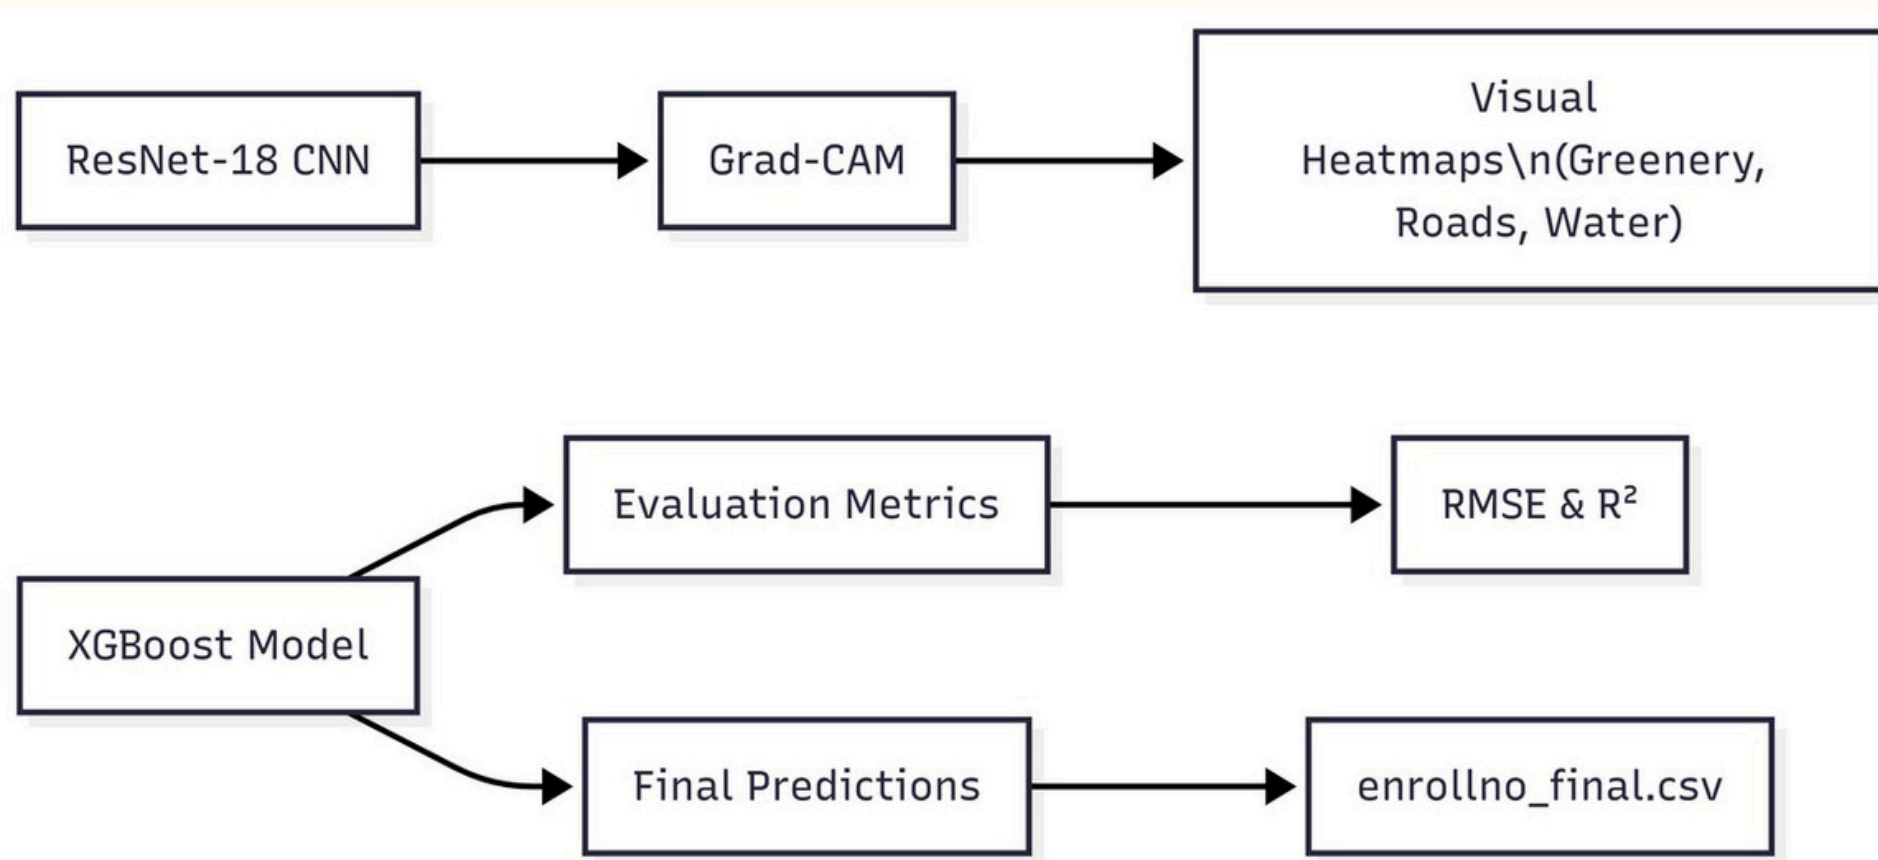 ResNet-18 CNN
Grad-CAM
Visual
Heatmaps\n(Greenery,
Roads, Water)
Evaluation Metrics
RMSE & R²
XGBoost Model
Final Predictions
enrollno_final.csv